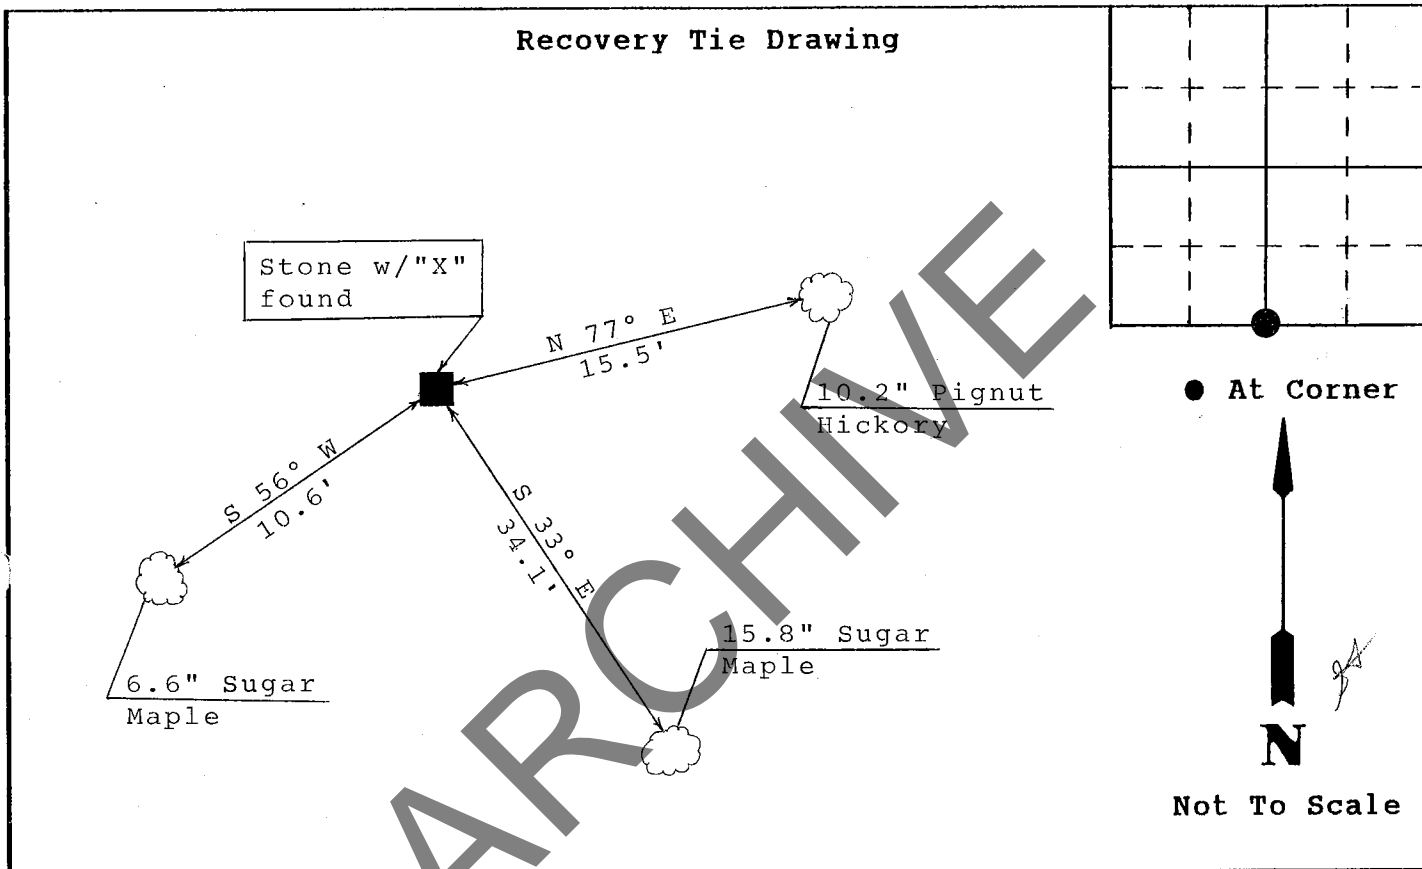 Recovery Tie Drawing
Stone w/"X"
found
N 77° E
15.5'
10.2" Pignut
Hickory
S 56° W
10.6'
S 33° E
34.1'
6.6" Sugar
Maple
15.8" Sugar
Maple
At Corner
N
Not To Scale
ARCHIVE